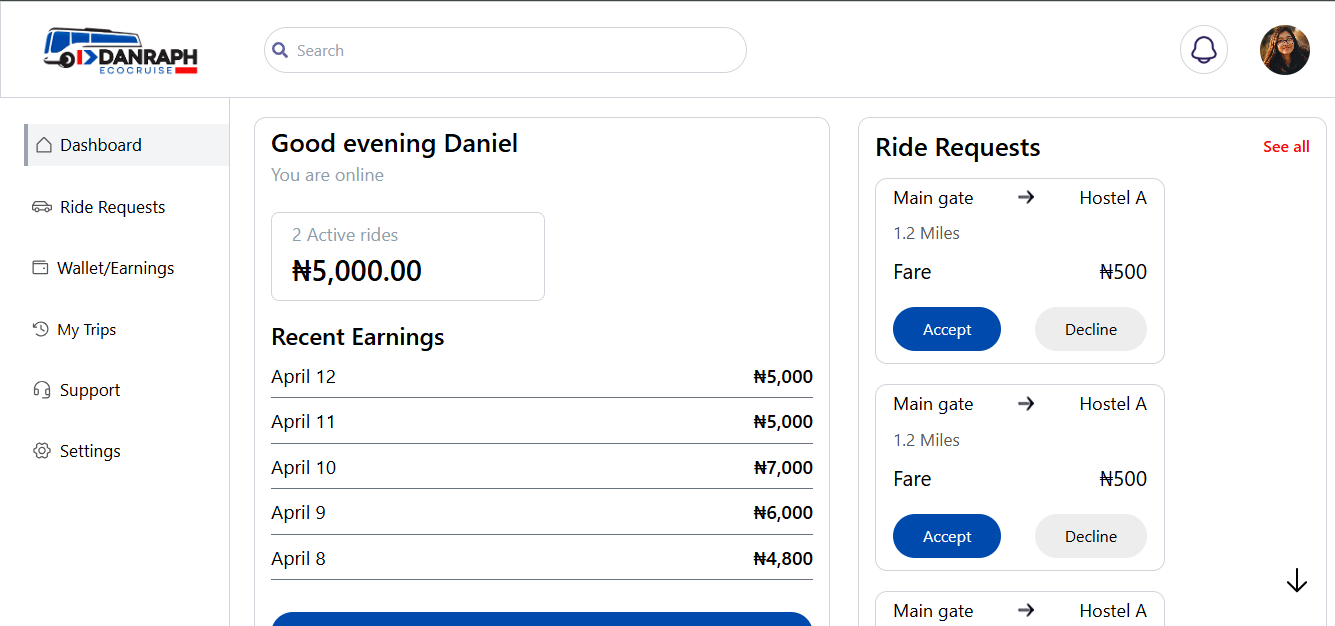 DANRAPH
ECOCRUISE
Search
Dashboard
Ride Requests
Wallet/Earnings
My Trips
Support
Settings
Good evening Daniel
You are online
2 Active rides
₦5,000.00
Recent Earnings
April 12 ₦5,000
April 11 ₦5,000
April 10 ₦7,000
April 9 ₦6,000
April 8 ₦4,800
Ride Requests See all
Main gate → Hostel A
1.2 Miles
Fare ₦500
Accept Decline
Main gate → Hostel A
1.2 Miles
Fare ₦500
Accept Decline
Main gate → Hostel A